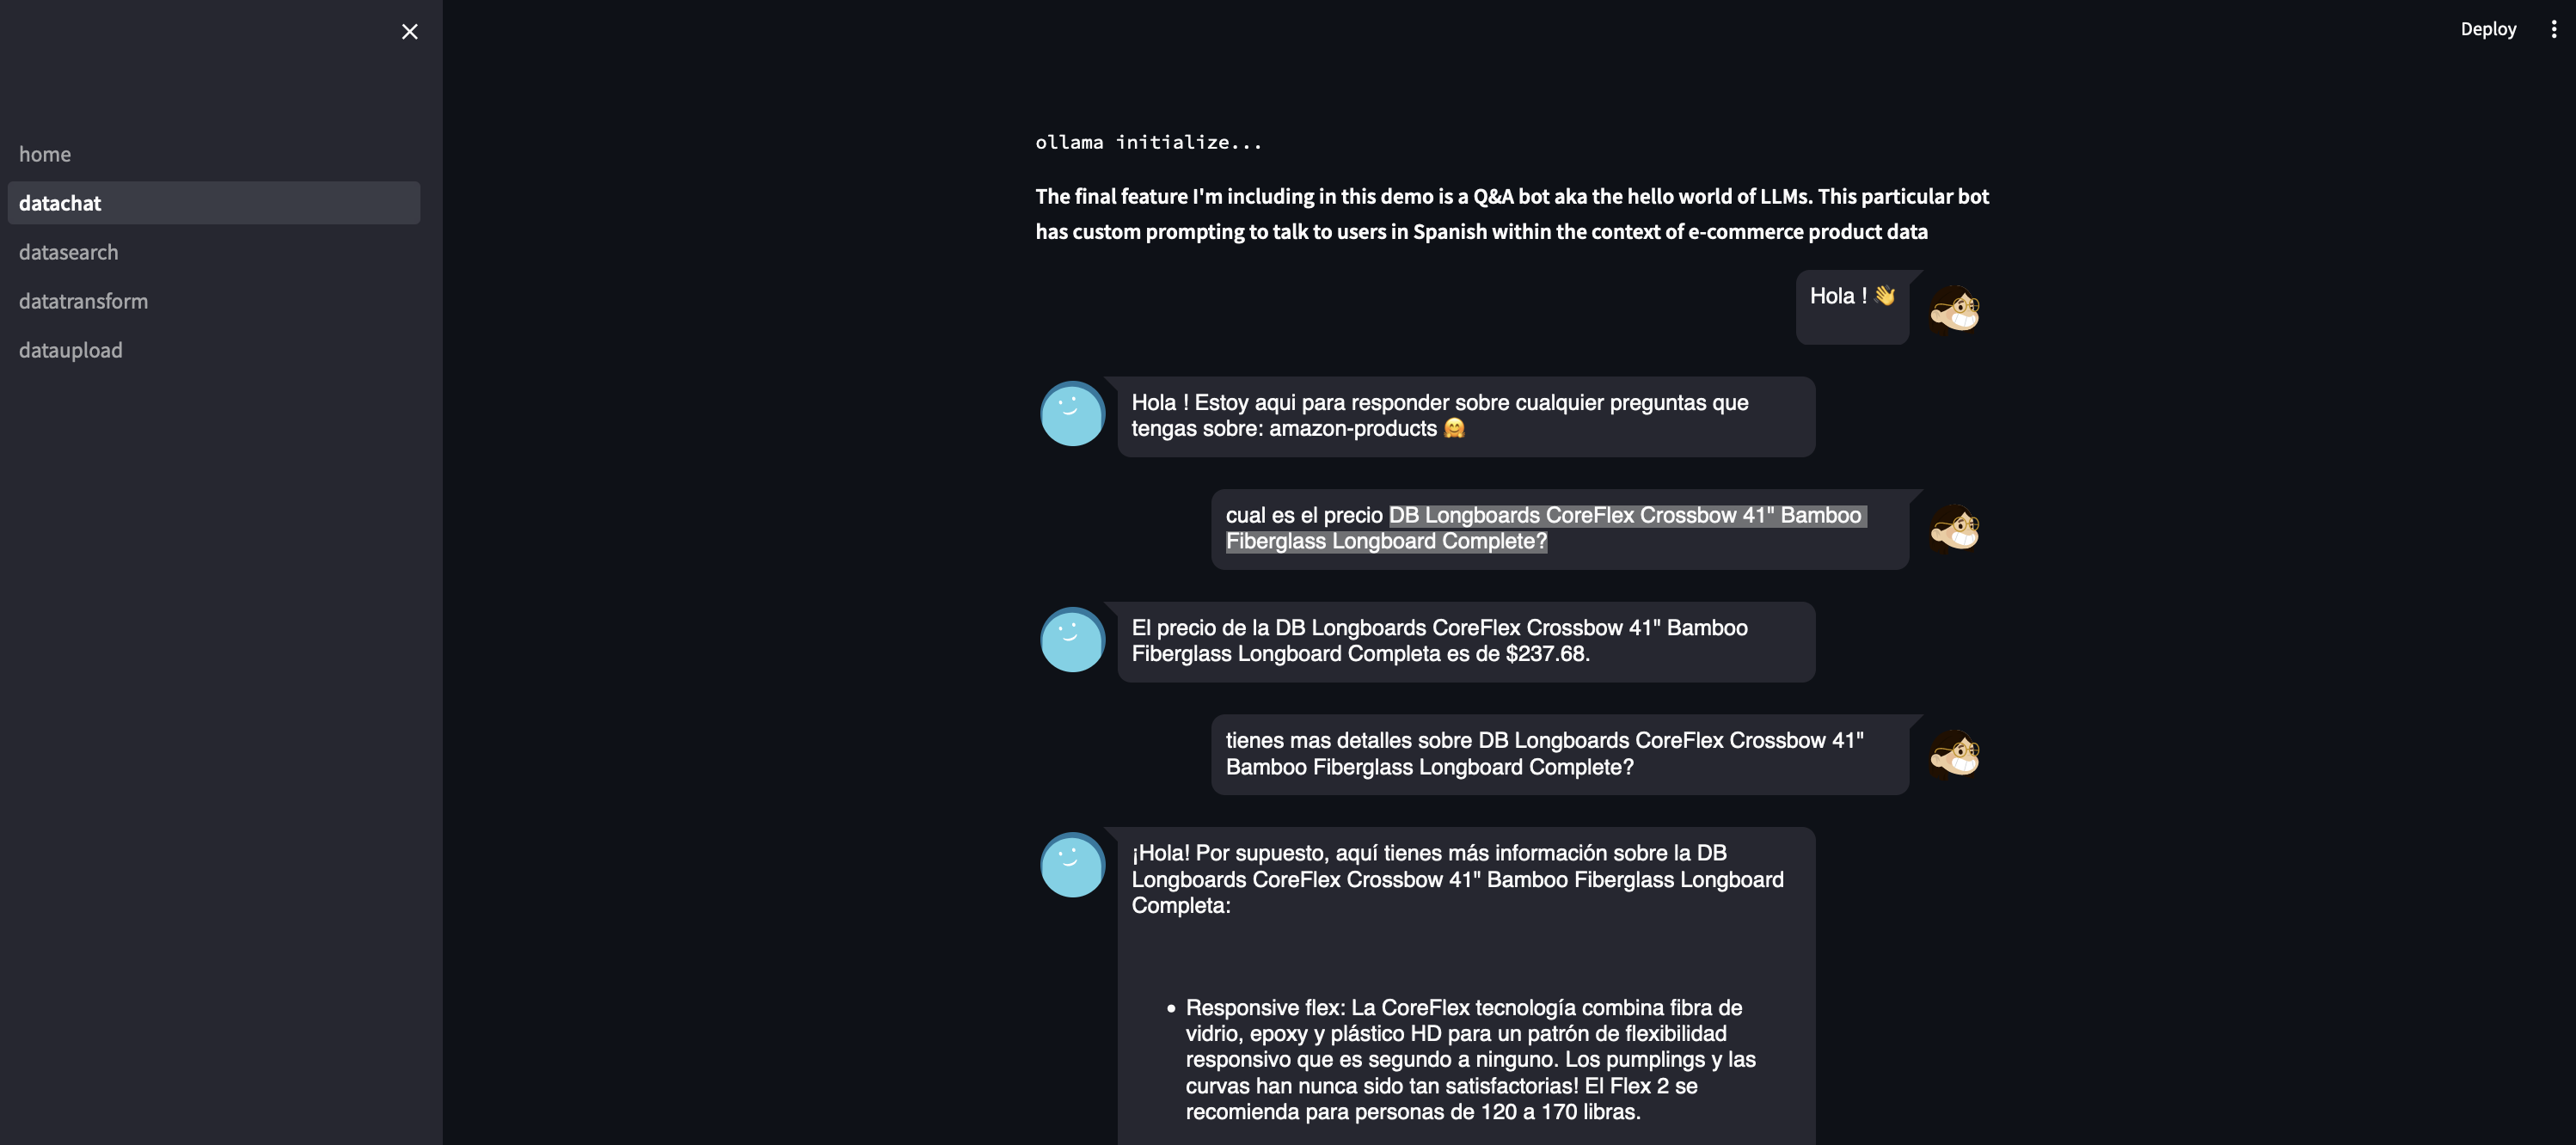 Deploy
home
datachat
datasearch
datatransform
dataupload
ollama initialize...
The final feature I'm including in this demo is a Q&A bot aka the hello world of LLMs. This particular bot
has custom prompting to talk to users in Spanish within the context of e-commerce product data
Hola ! 👋
Hola ! Estoy aqui para responder sobre cualquier preguntas que
tengas sobre: amazon-products 🤗
cual es el precio DB Longboards CoreFlex Crossbow 41" Bamboo
Fiberglass Longboard Complete?
El precio de la DB Longboards CoreFlex Crossbow 41" Bamboo
Fiberglass Longboard Completa es de $237.68.
tienes mas detalles sobre DB Longboards CoreFlex Crossbow 41"
Bamboo Fiberglass Longboard Complete?
¡Hola! Por supuesto, aquí tienes más información sobre la DB
Longboards CoreFlex Crossbow 41" Bamboo Fiberglass Longboard
Completa:
• Responsive flex: La CoreFlex tecnología combina fibra de
vidrio, epoxy y plástico HD para un patrón de flexibilidad
responsivo que es segundo a ninguno. Los pumplings y las
curvas han nunca sido tan satisfactorias! El Flex 2 se
recomienda para personas de 120 a 170 libras.